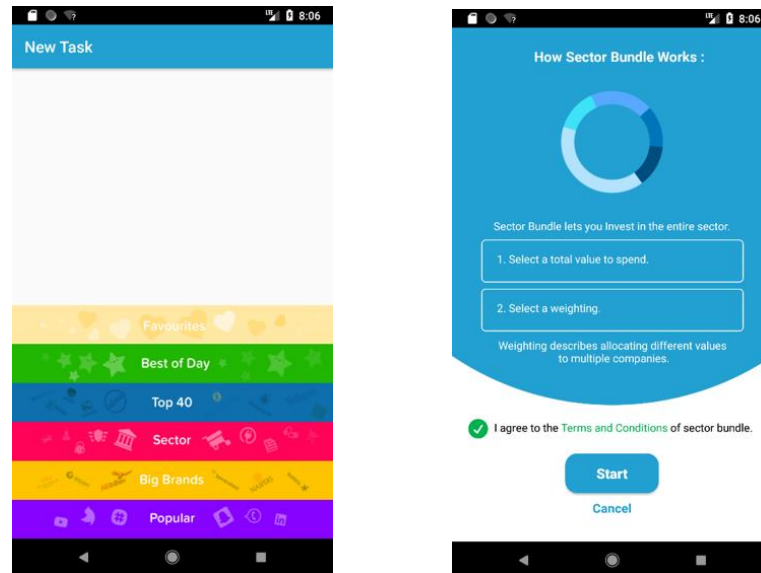 LTE 8:06
New Task
Favourites
Best of Day
Top 40
Sector
Big Brands
Popular
LTE 8:06
How Sector Bundle Works :
Sector Bundle lets you Invest in the entire sector.
1. Select a total value to spend.
2. Select a weighting.
Weighting describes allocating different values
to multiple companies.
I agree to the Terms and Conditions of sector bundle.
Start
Cancel